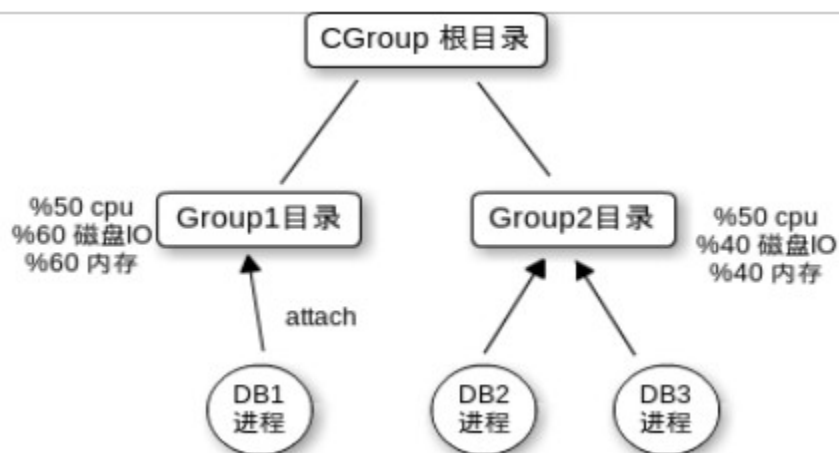 CGroup 根目录
%50 cpu
%60 磁盘IO
%60 内存
Group1目录
Group2目录
%50 cpu
%40 磁盘IO
%40 内存
attach
DB1
进程
DB2
进程
DB3
进程